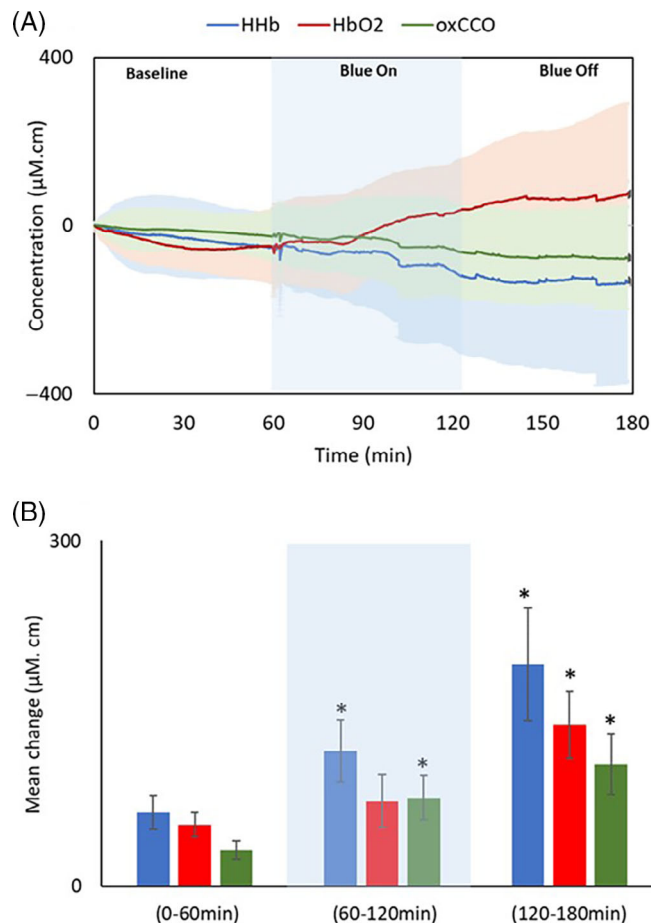 (A)
HHb HbO2 oxCCO
400
Baseline Blue On Blue Off
Concentration (µM.cm)
0
−400
0 30 60 90 120 150 180
Time (min)
(B)
300
Mean change (µM. cm)
* * * * *
0
(0-60min) (60-120min) (120-180min)